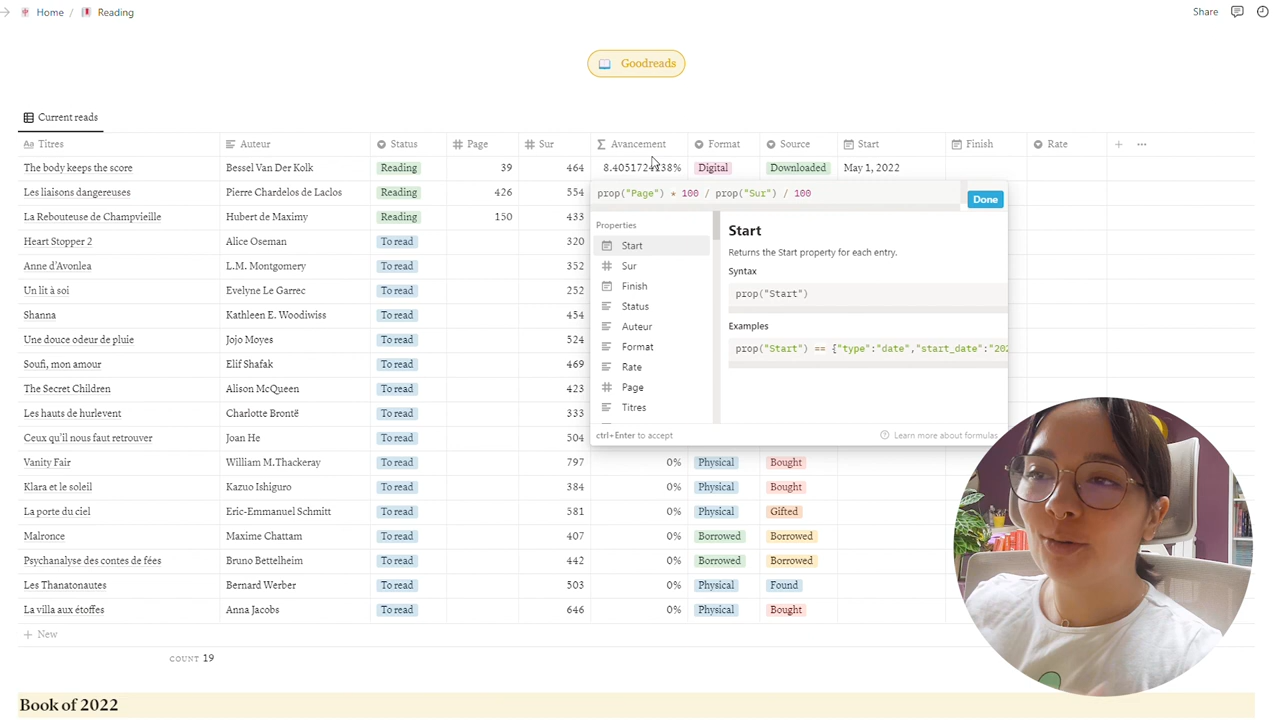 Home / Reading
Share
Goodreads
Current reads
Titres Auteur Status Page Sur Avancement Format Source Start Finish Rate
The body keeps the score Bessel Van Der Kolk Reading 39 464 Digital Downloaded May 1, 2022
Les liaisons dangereuses Pierre Chardelos de Laclos Reading 426 554
La Rebouteuse de Champvieille Hubert de Maximy Reading 150 433
Heart Stopper 2 Alice Oseman To read 320
Anne d'Avonlea L.M. Montgomery To read 352
Un lit à soi Evelyne Le Garrec To read 252
Shanna Kathleen E. Woodiwiss To read 454
Une douce odeur de pluie Jojo Moyes To read 524
Soufi, mon amour Elif Shafak To read 469
The Secret Children Alison McQueen To read 423
Les hauts de hurlevent Charlotte Brontë To read 333
Ceux qu'il nous faut retrouver Joan He To read 504
Vanity Fair William M.Thackeray To read 797 0% Physical Bought
Klara et le soleil Kazuo Ishiguro To read 384 0% Physical Bought
La porte du ciel Eric-Emmanuel Schmitt To read 581 0% Physical Gifted
Malronce Maxime Chattam To read 407 0% Borrowed Borrowed
Psychanalyse des contes de fées Bruno Bettelheim To read 442 0% Borrowed Borrowed
Les Thanatonautes Bernard Werber To read 503 0% Physical Found
La villa aux étoffes Anna Jacobs To read 646 0% Physical Bought
+ New
COUNT 19
prop("Page") * 100 / prop("Sur") / 100
Done
Properties
Start
Sur
Finish
Status
Auteur
Format
Rate
Page
Titres
Start
Returns the Start property for each entry.
Syntax
prop("Start")
Examples
prop("Start") == {"type":"date","start_date":"202
ctrl+Enter to accept
Learn more about formulas
Book of 2022